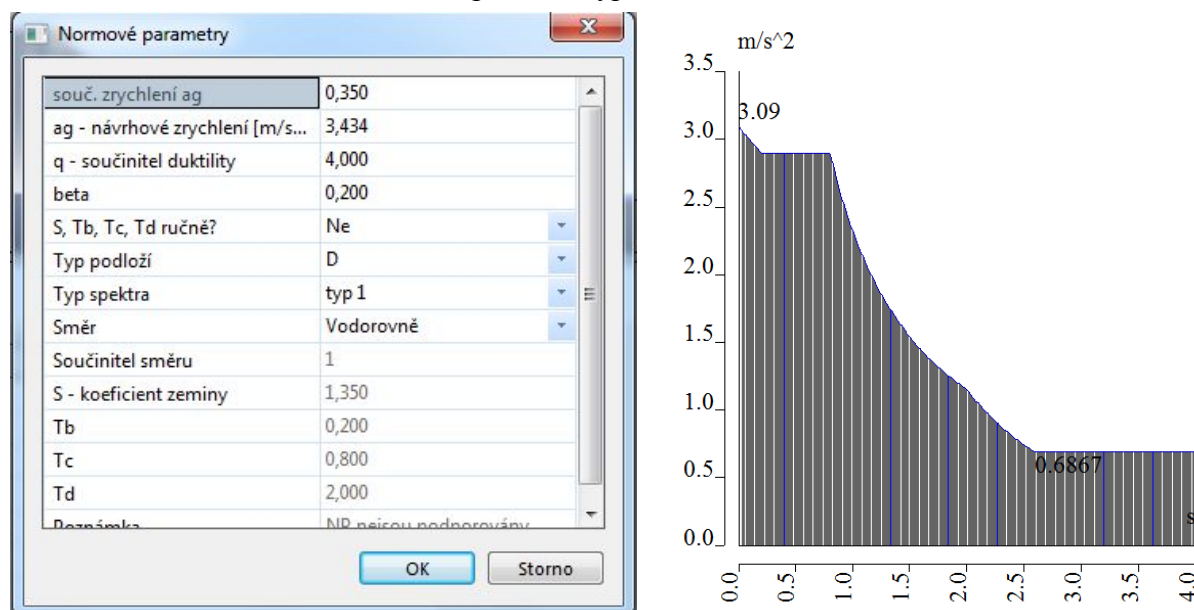 Normové parametry
souč. zrychlení ag 0,350
ag - návrhové zrychlení [m/s... 3,434
q - součinitel duktility 4,000
beta 0,200
S, Tb, Tc, Td ručně? Ne
Typ podloží D
Typ spektra typ 1
Směr Vodorovně
Součinitel směru 1
S - koeficient zeminy 1,350
Tb 0,200
Tc 0,800
Td 2,000
Poznámka NR nejsou podporovány
OK Storno
m/s^2
3.5
3.09
3.0
2.5
2.0
1.5
1.0
0.6867
0.5
s
0.0
0.0 0.5 1.0 1.5 2.0 2.5 3.0 3.5 4.0